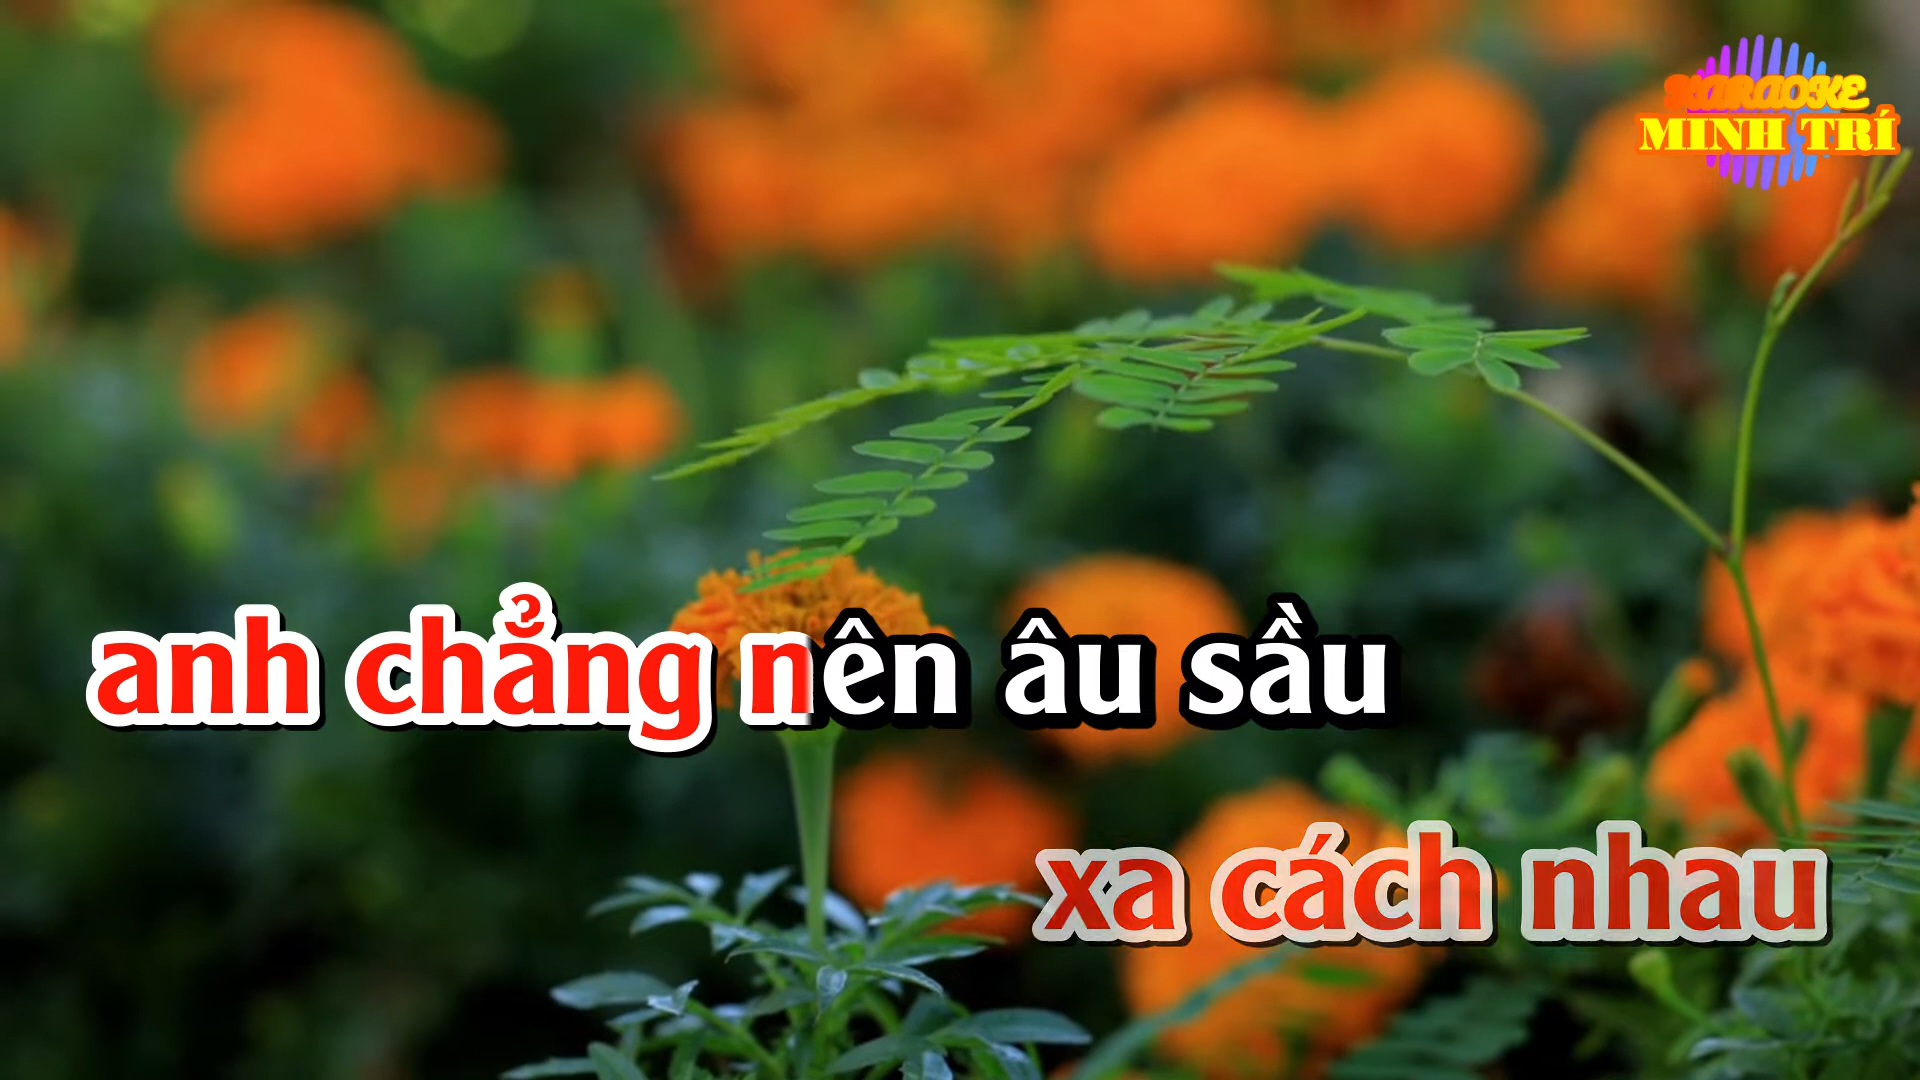 KARAOKE
MINH TRÍ
anh chẳng nên âu sầu
xa cách nhau